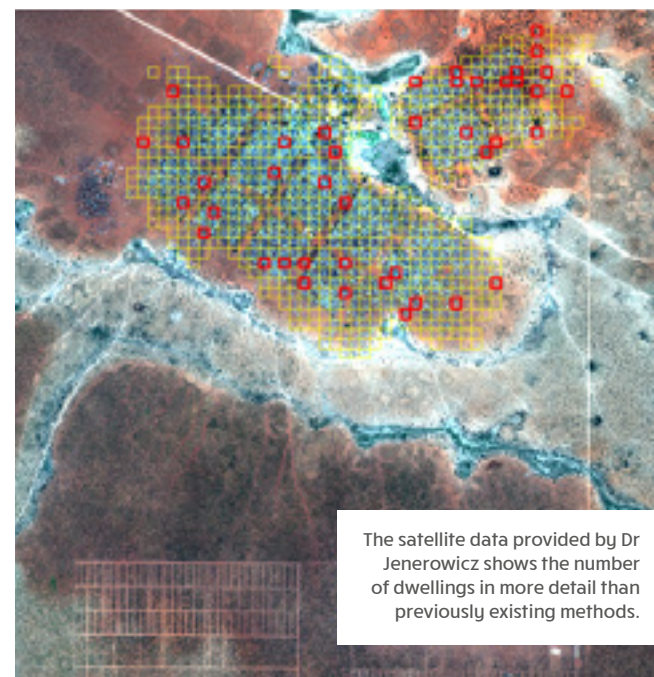 The satellite data provided by Dr
Jenerowicz shows the number
of dwellings in more detail than
previously existing methods.